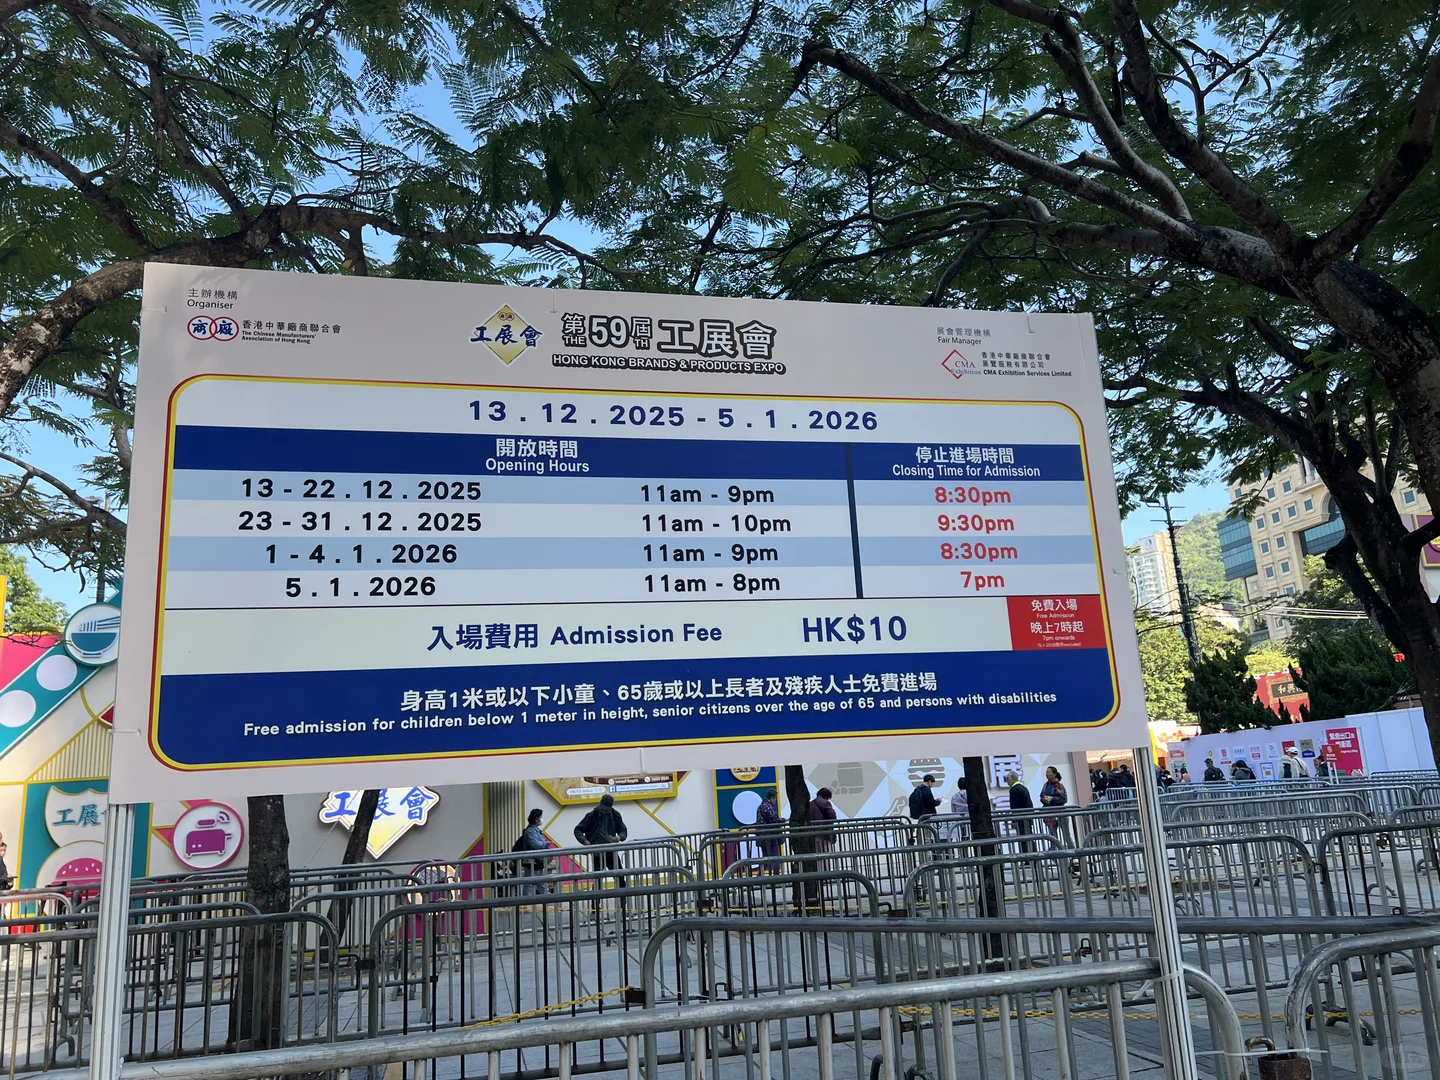 主辦機構
Organiser
商 廠 香港中華廠商聯合會
The Chinese Manufacturers'
Association of Hong Kong
工展會
第59屆工展會
THE TH
HONG KONG BRANDS & PRODUCTS EXPO
展會管理機構
Fair Manager
CMA
Exhibition
香港中華廠商聯合會
展覽服務有限公司
CMA Exhibition Services Limited
13 . 12 . 2025 - 5 . 1 . 2026
開放時間
Opening Hours
停止進場時間
Closing Time for Admission
13 - 22 . 12 . 2025 11am - 9pm 8:30pm
23 - 31 . 12 . 2025 11am - 10pm 9:30pm
1 - 4 . 1 . 2026 11am - 9pm 8:30pm
5 . 1 . 2026 11am - 8pm 7pm
入場費用 Admission Fee HK$10
免費入場
Free Admission
晚上7時起
7pm onwards
身高1米或以下小童、65歲或以上長者及殘疾人士免費進場
Free admission for children below 1 meter in height, senior citizens over the age of 65 and persons with disabilities
工展會
工展會
展